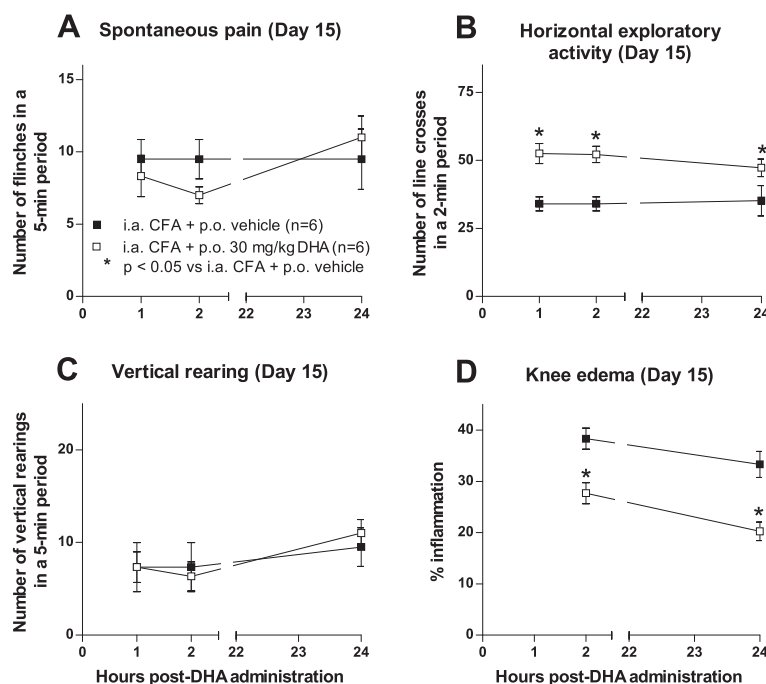 A
Spontaneous pain (Day 15)
Number of flinches in a
5-min period
15
10
5
0
i.a. CFA + p.o. vehicle (n=6)
i.a. CFA + p.o. 30 mg/kg DHA (n=6)
* p < 0.05 vs i.a. CFA + p.o. vehicle
0 1 2 22 23 24
B
Horizontal exploratory
activity (Day 15)
Number of line crosses
in a 2-min period
75
50
25
0
* * *
0 1 2 22 23 24
C
Vertical rearing (Day 15)
Number of vertical rearings
in a 5-min period
20
10
0
0 1 2 22 23 24
Hours post-DHA administration
D
Knee edema (Day 15)
% inflammation
40
30
20
10
0
* *
0 1 2 22 23 24
Hours post-DHA administration